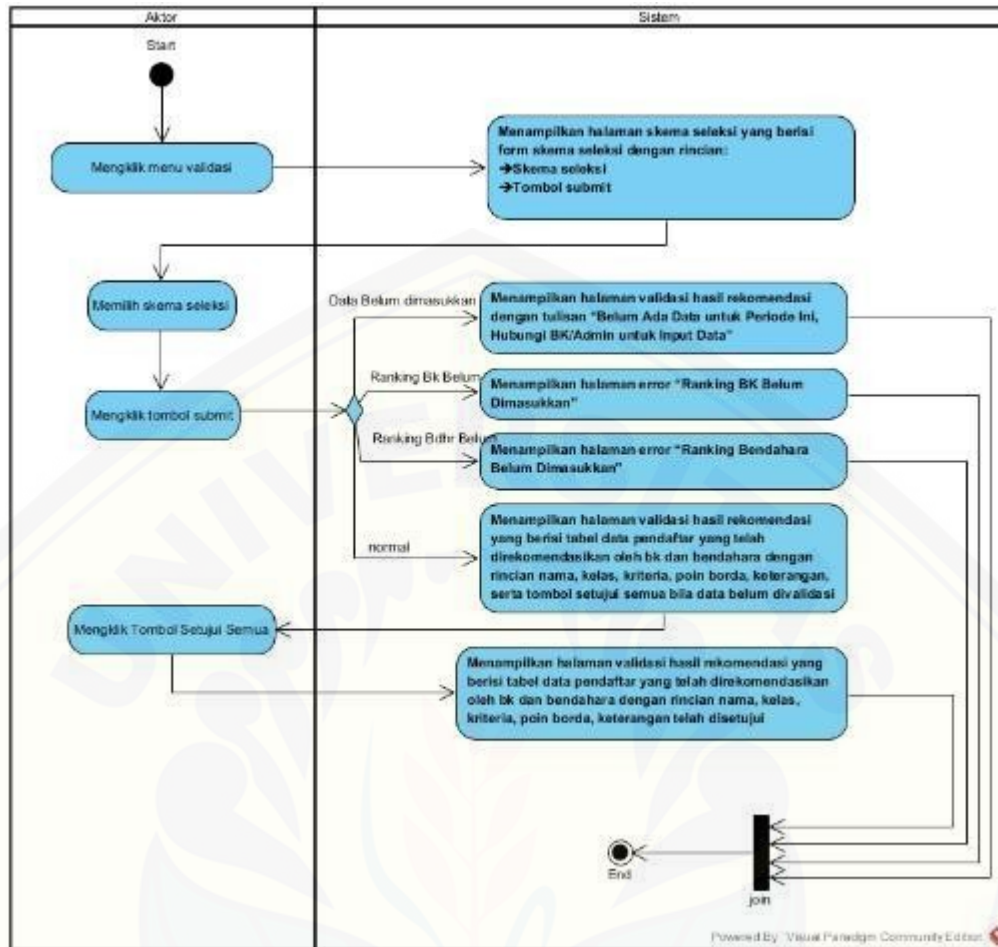 Aktor
Sistem
Start
Mengklik menu validasi
Menampilkan halaman skema seleksi yang berisi
form skema seleksi dengan rincian:
→Skema seleksi
→Tombol submit
Memilih skema seleksi
Mengklik tombol submit
Data Belum dimasukkan
Menampilkan halaman validasi hasil rekomendasi
dengan tulisan "Belum Ada Data untuk Periode Ini,
Hubungi BK/Admin untuk Input Data"
Ranking Bk Belum
Menampilkan halaman error "Ranking BK Belum
Dimasukkan"
Ranking Bdhr Belum
Menampilkan halaman error "Ranking Bendahara
Belum Dimasukkan"
normal
Menampilkan halaman validasi hasil rekomendasi
yang berisi tabel data pendaftar yang telah
direkomendasikan oleh bk dan bendahara dengan
rincian nama, kelas, kriteria, poin borda, keterangan,
serta tombol setujui semua bila data belum divalidasi
Mengklik Tombol Setujui Semua
Menampilkan halaman validasi hasil rekomendasi yang
berisi tabel data pendaftar yang telah direkomendasikan
oleh bk dan bendahara dengan rincian nama, kelas,
kriteria, poin borda, keterangan telah disetujui
End
join
Powered By Visual Paradigm Community Edition